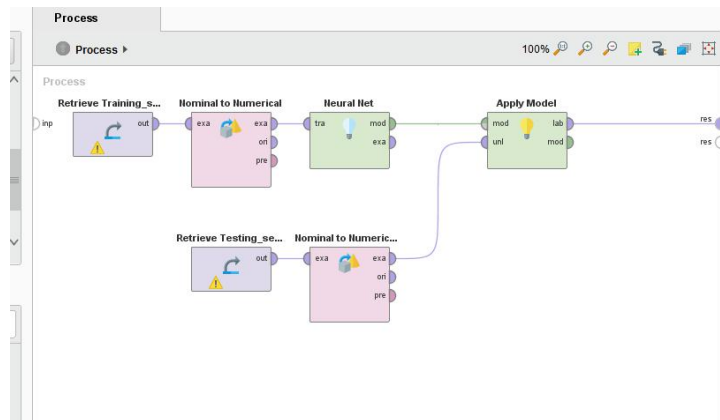 Process
Process
100%
Process
Retrieve Training_s...
Nominal to Numerical
Neural Net
Apply Model
inp
out
exa
exa
ori
pre
tra
mod
exa
mod
unl
lab
mod
res
res
Retrieve Testing_se...
Nominal to Numeric...
out
exa
exa
ori
pre